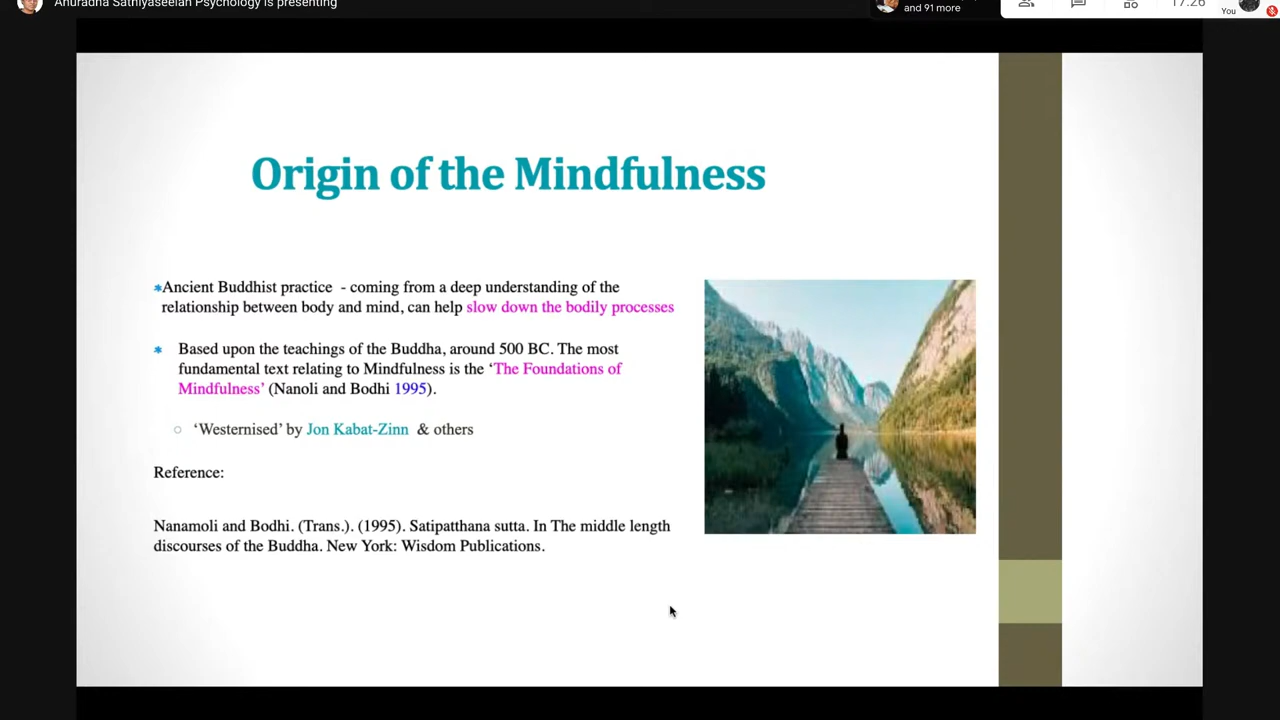 Anuradha Sathiyaseelan Psychology is presenting
and 91 more
17:26
You
Origin of the Mindfulness
*Ancient Buddhist practice - coming from a deep understanding of the
relationship between body and mind, can help slow down the bodily processes
* Based upon the teachings of the Buddha, around 500 BC. The most
fundamental text relating to Mindfulness is the ‘The Foundations of
Mindfulness’ (Nanoli and Bodhi 1995).
○ ‘Westernised’ by Jon Kabat-Zinn & others
Reference:
Nanamoli and Bodhi. (Trans.). (1995). Satipatthana sutta. In The middle length
discourses of the Buddha. New York: Wisdom Publications.